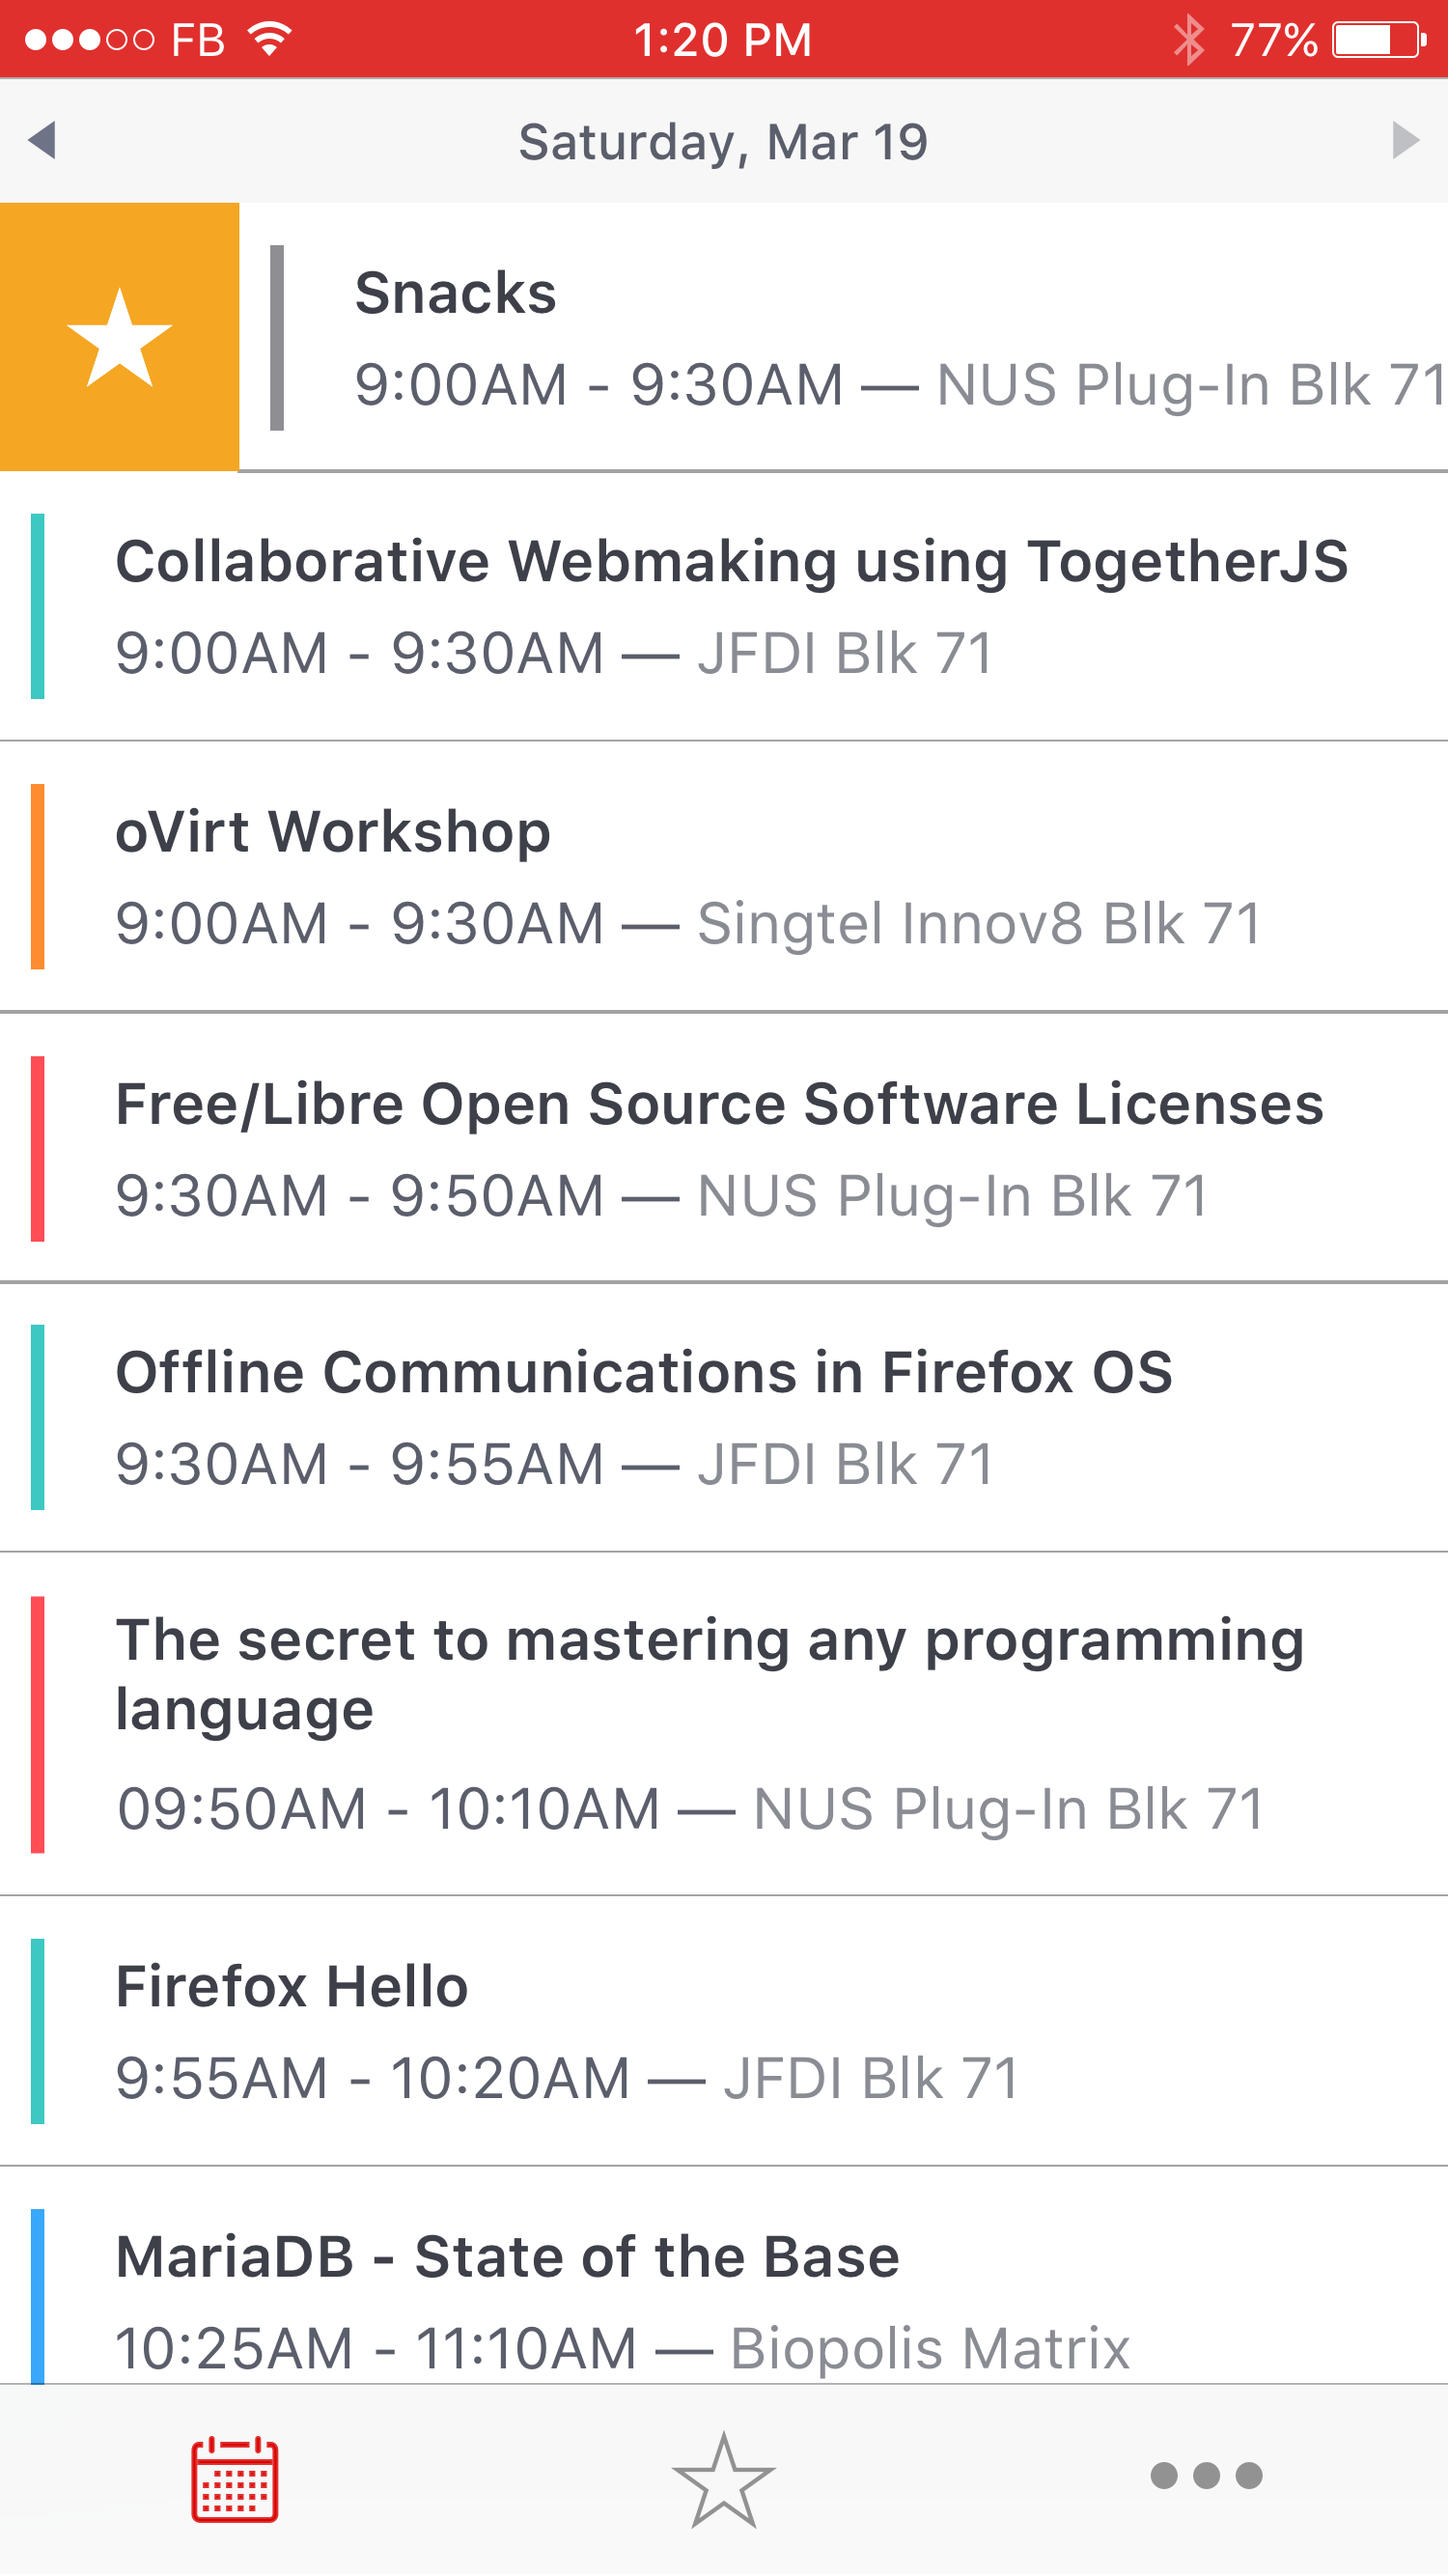 FB 1:20 PM 77%
Saturday, Mar 19
Snacks
9:00AM - 9:30AM — NUS Plug-In Blk 71
Collaborative Webmaking using TogetherJS
9:00AM - 9:30AM — JFDI Blk 71
oVirt Workshop
9:00AM - 9:30AM — Singtel Innov8 Blk 71
Free/Libre Open Source Software Licenses
9:30AM - 9:50AM — NUS Plug-In Blk 71
Offline Communications in Firefox OS
9:30AM - 9:55AM — JFDI Blk 71
The secret to mastering any programming
language
09:50AM - 10:10AM — NUS Plug-In Blk 71
Firefox Hello
9:55AM - 10:20AM — JFDI Blk 71
MariaDB - State of the Base
10:25AM - 11:10AM — Biopolis Matrix